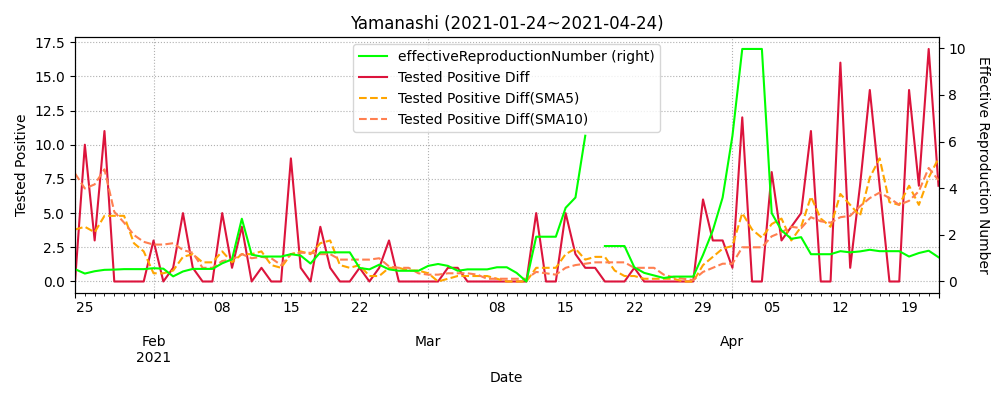 Yamanashi (2021-01-24~2021-04-24)
effectiveReproductionNumber (right)
Tested Positive Diff
Tested Positive Diff(SMA5)
Tested Positive Diff(SMA10)
Tested Positive
17.5
15.0
12.5
10.0
7.5
5.0
2.5
0.0
10
8
6
4
2
0
Effective Reproduction Number
25 08 15 22 08 15 22 29 05 12 19
Feb Mar Apr
2021
Date